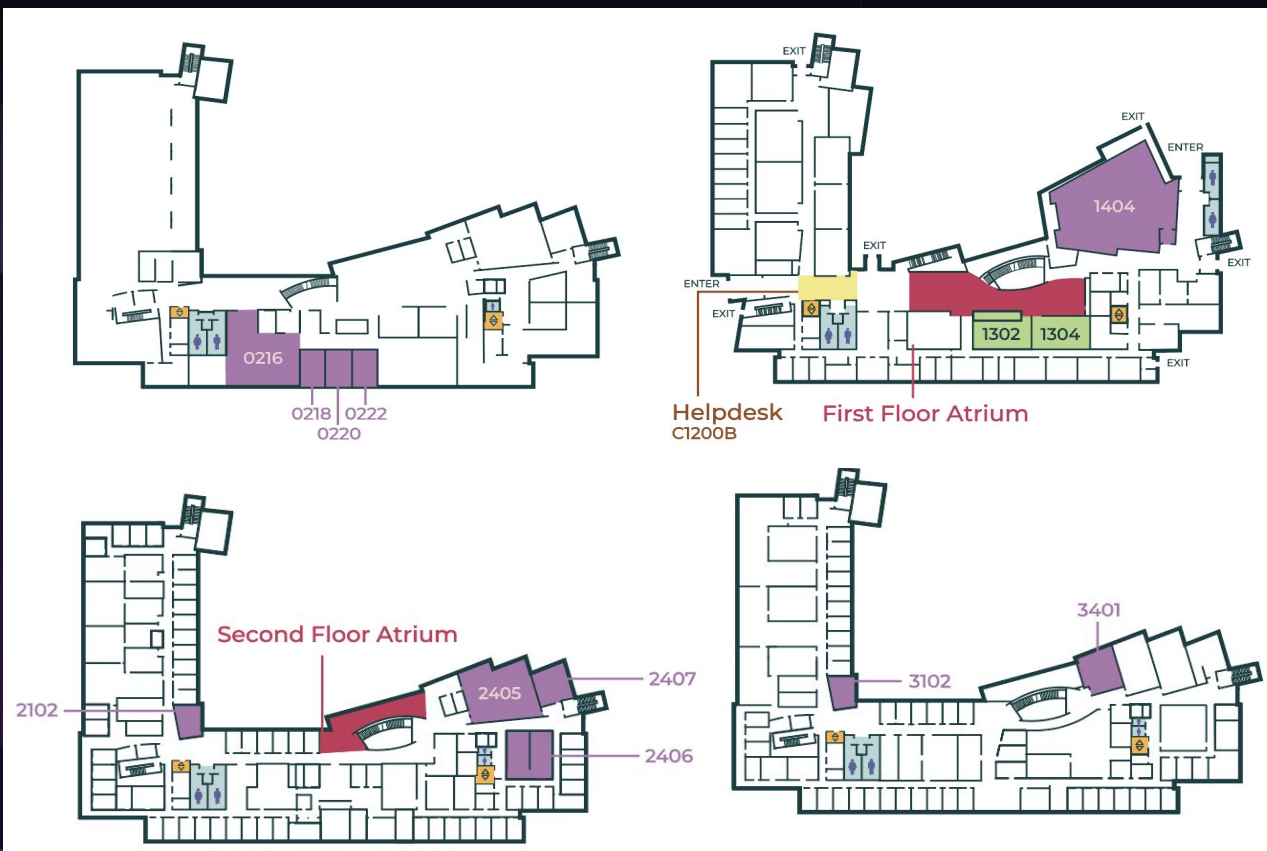 0216
0218
0222
0220
EXIT
EXIT
ENTER
1404
EXIT
ENTER
EXIT
EXIT
1302
1304
EXIT
Helpdesk
C1200B
First Floor Atrium
Second Floor Atrium
2102
2405
2407
2406
3401
3102